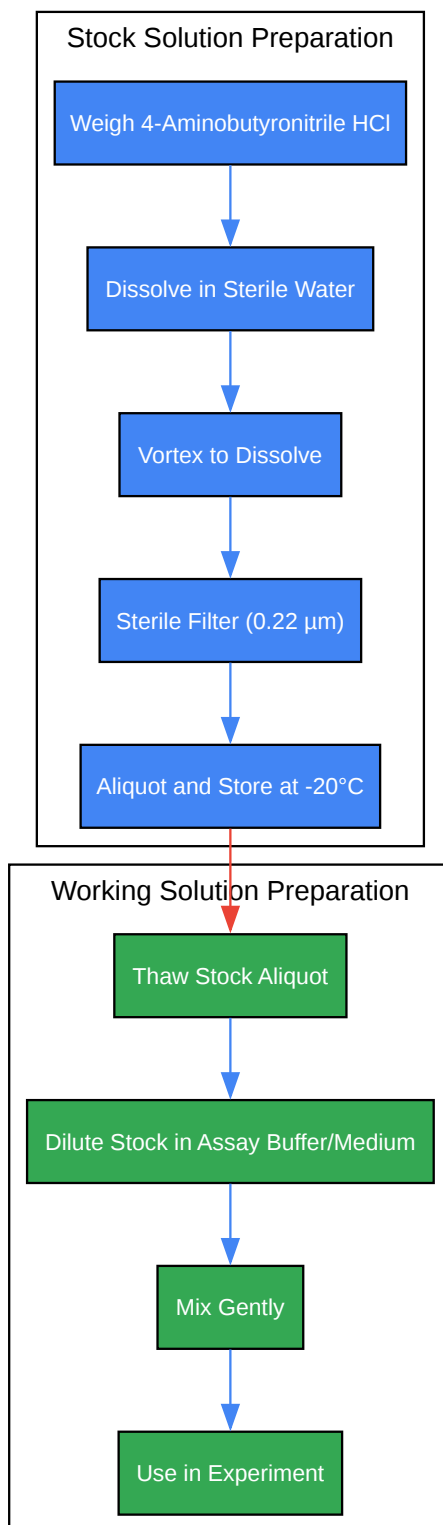 Stock Solution Preparation
Weigh 4-Aminobutyronitrile HCl
Dissolve in Sterile Water
Vortex to Dissolve
Sterile Filter (0.22 µm)
Aliquot and Store at -20°C
Working Solution Preparation
Thaw Stock Aliquot
Dilute Stock in Assay Buffer/Medium
Mix Gently
Use in Experiment